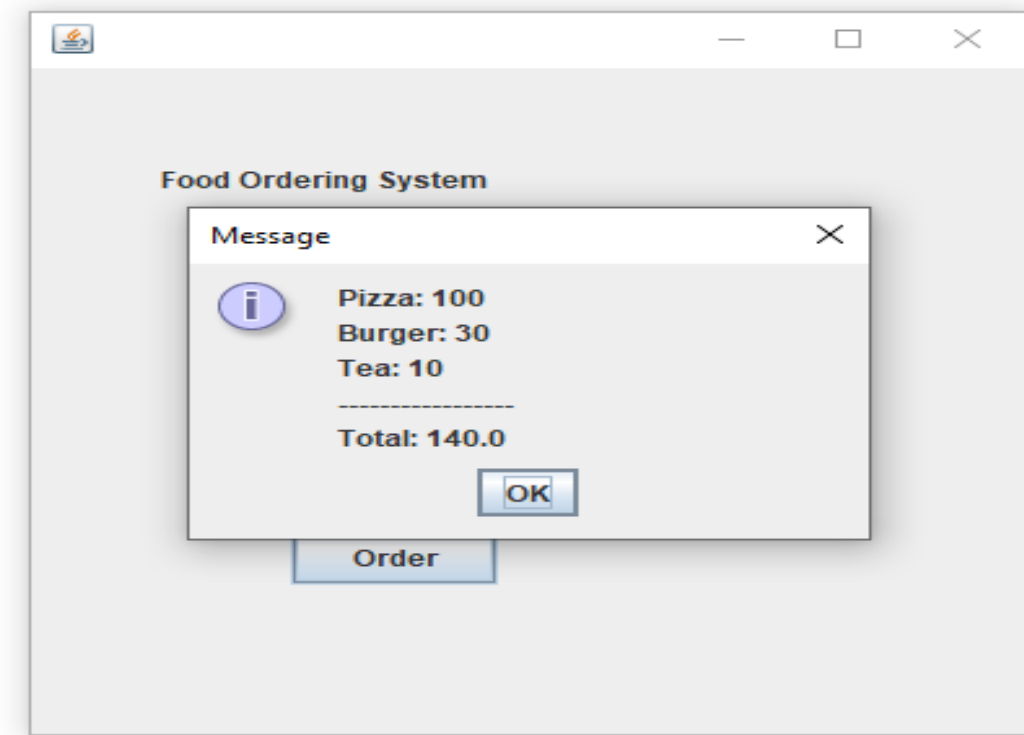 Food Ordering System
Message
i
Pizza: 100
Burger: 30
Tea: 10
-----------------
Total: 140.0
OK
Order